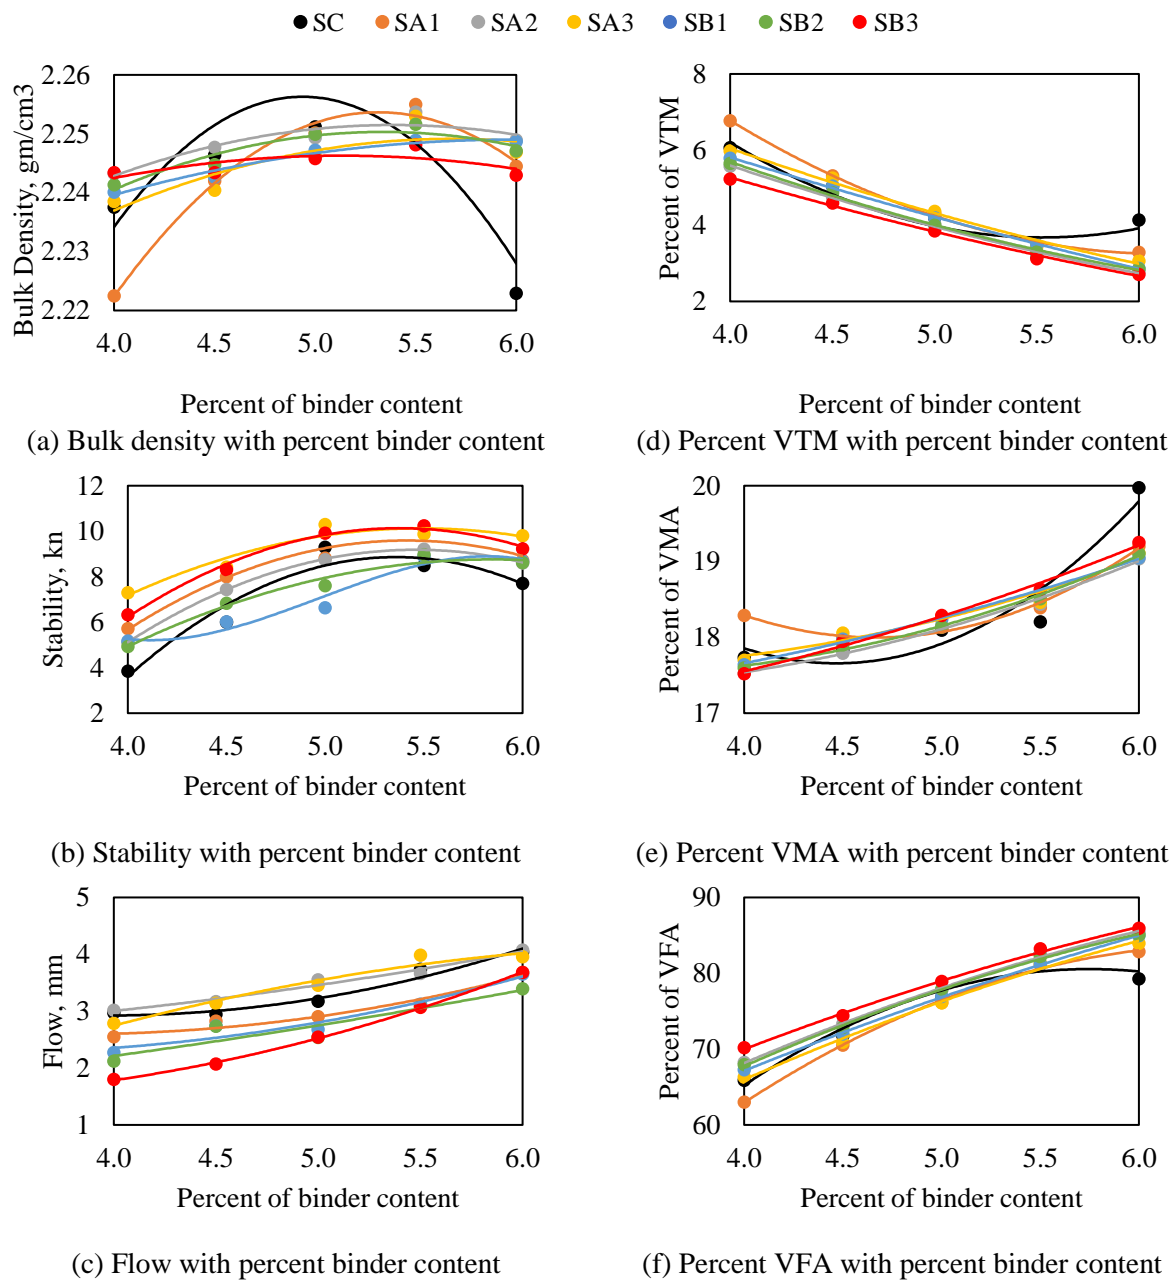 SC SA1 SA2 SA3 SB1 SB2 SB3
Bulk Density, gm/cm3
2.26
2.25
2.24
2.23
2.22
4.0 4.5 5.0 5.5 6.0
Percent of binder content
(a) Bulk density with percent binder content
Percent of VTM
8
6
4
2
4.0 4.5 5.0 5.5 6.0
Percent of binder content
(d) Percent VTM with percent binder content
Stability, kn
12
10
8
6
4
2
4.0 4.5 5.0 5.5 6.0
Percent of binder content
(b) Stability with percent binder content
Percent of VMA
20
19
18
17
4.0 4.5 5.0 5.5 6.0
Percent of binder content
(e) Percent VMA with percent binder content
Flow, mm
5
4
3
2
1
4.0 4.5 5.0 5.5 6.0
Percent of binder content
(c) Flow with percent binder content
Percent of VFA
90
80
70
60
4.0 4.5 5.0 5.5 6.0
Percent of binder content
(f) Percent VFA with percent binder content